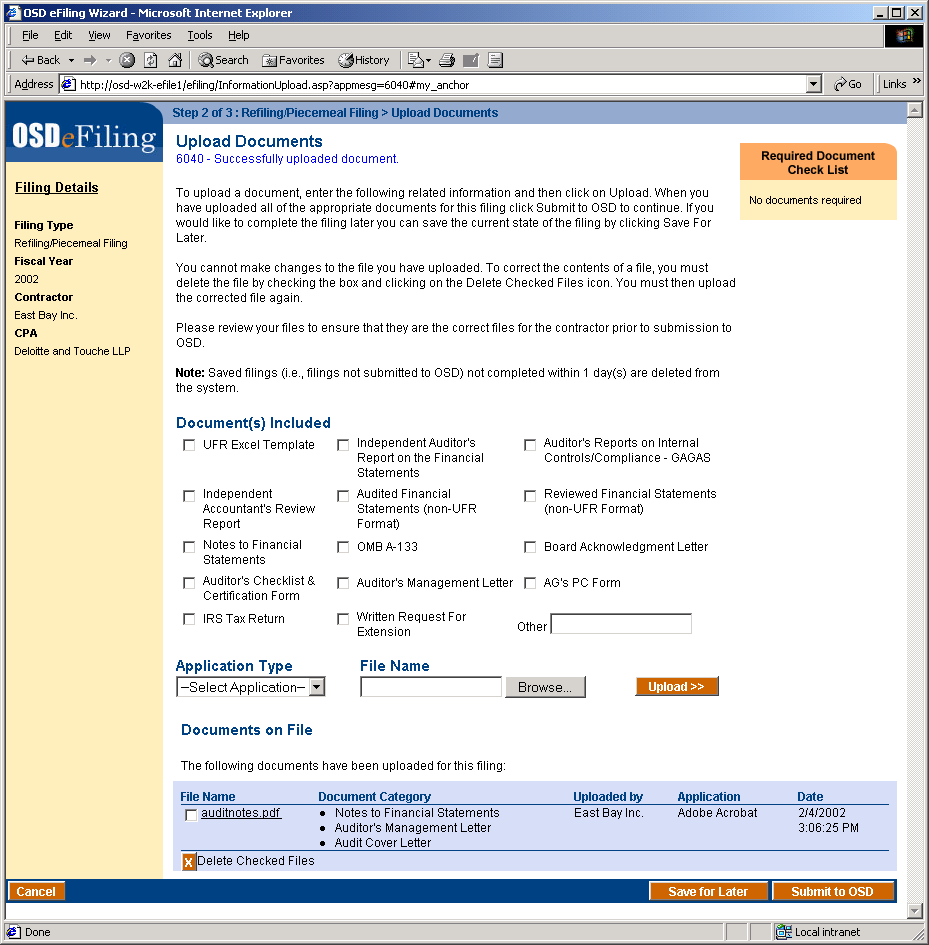 OSD eFiling Wizard - Microsoft Internet Explorer
File Edit View Favorites Tools Help
Back Search Favorites History
Address http://osd-w2k-efile1/efiling/InformationUpload.asp?appmesg=6040#my_anchor Go Links »
OSDeFiling
Step 2 of 3 : Refiling/Piecemeal Filing > Upload Documents
Filing Details
Filing Type
Refiling/Piecemeal Filing
Fiscal Year
2002
Contractor
East Bay Inc.
CPA
Deloitte and Touche LLP
Upload Documents
6040 - Successfully uploaded document.
To upload a document, enter the following related information and then click on Upload. When you
have uploaded all of the appropriate documents for this filing click Submit to OSD to continue. If you
would like to complete the filing later you can save the current state of the filing by clicking Save For
Later.
You cannot make changes to the file you have uploaded. To correct the contents of a file, you must
delete the file by checking the box and clicking on the Delete Checked Files icon. You must then upload
the corrected file again.
Please review your files to ensure that they are the correct files for the contractor prior to submission to
OSD.
Note: Saved filings (i.e., filings not submitted to OSD) not completed within 1 day(s) are deleted from
the system.
Required Document
Check List
No documents required
Document(s) Included
UFR Excel Template
Independent Auditor's
Report on the Financial
Statements
Auditor's Reports on Internal
Controls/Compliance - GAGAS
Independent
Accountant's Review
Report
Audited Financial
Statements (non-UFR
Format)
Reviewed Financial Statements
(non-UFR Format)
Notes to Financial
Statements
OMB A-133
Board Acknowledgment Letter
Auditor's Checklist &
Certification Form
Auditor's Management Letter
AG's PC Form
IRS Tax Return
Written Request For
Extension
Other
Application Type File Name
--Select Application-- Browse... Upload >>
Documents on File
The following documents have been uploaded for this filing:
File Name Document Category Uploaded by Application Date
auditnotes.pdf • Notes to Financial Statements East Bay Inc. Adobe Acrobat 2/4/2002
• Auditor's Management Letter 3:06:25 PM
• Audit Cover Letter
X Delete Checked Files
Cancel Save for Later Submit to OSD
Done Local intranet